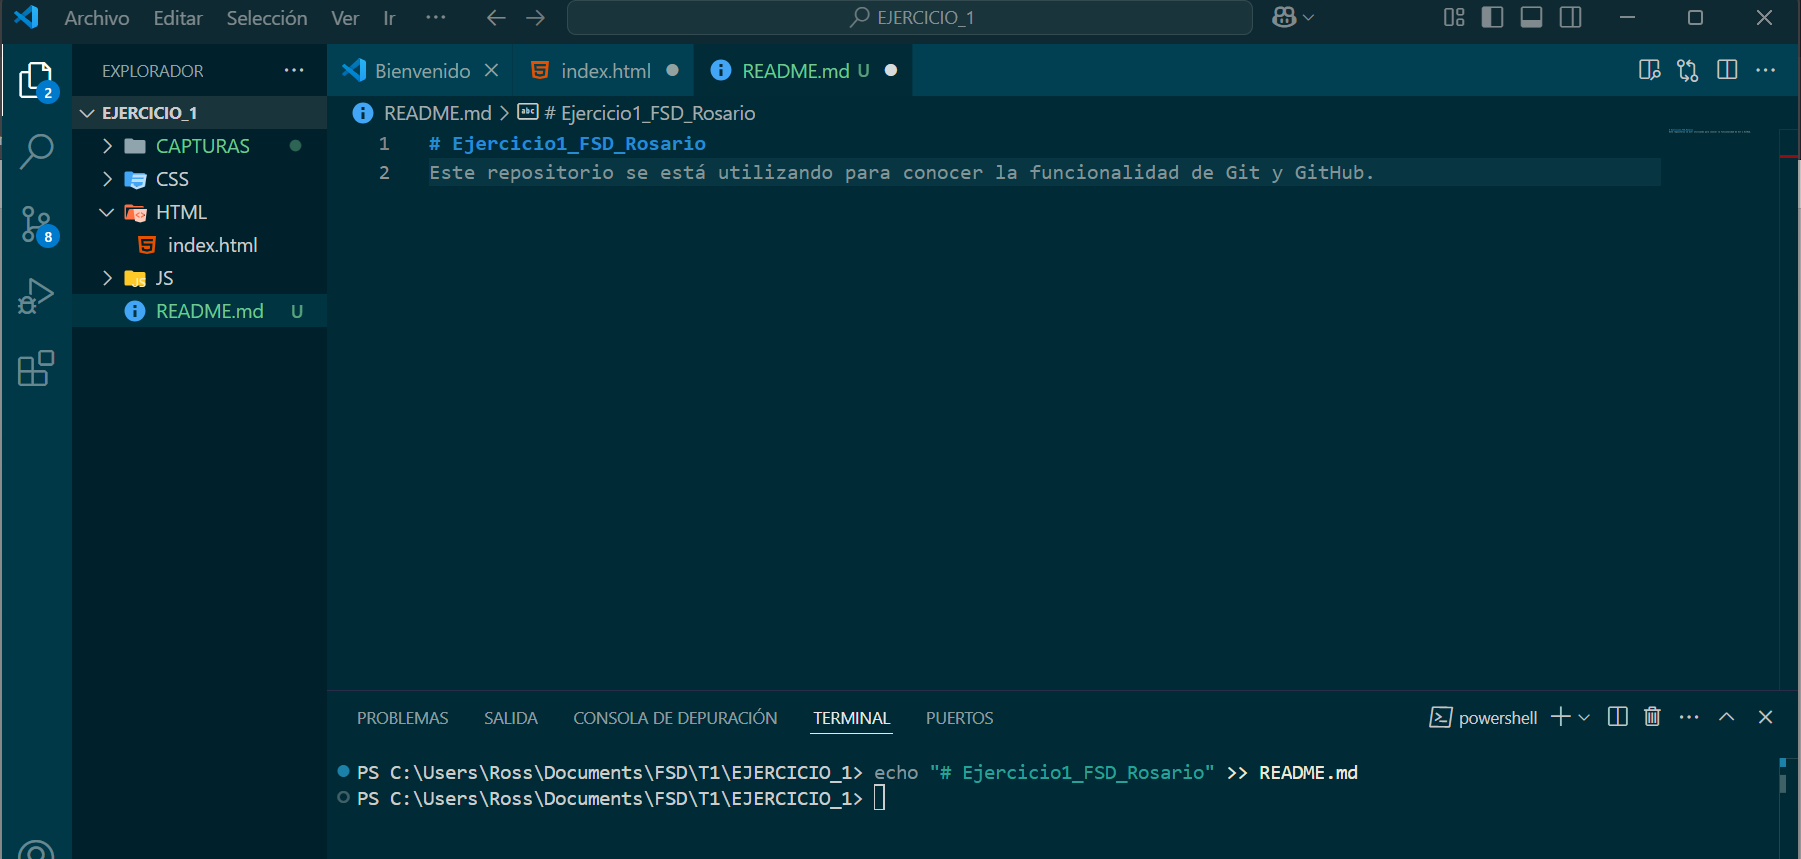 Archivo Editar Selección Ver Ir ··· EJERCICIO_1
EXPLORADOR ···
Bienvenido index.html README.md U ···
2
EJERCICIO_1
README.md > # Ejercicio1_FSD_Rosario
CAPTURAS
1 # Ejercicio1_FSD_Rosario
CSS
2 Este repositorio se está utilizando para conocer la funcionalidad de Git y GitHub.
HTML
8
index.html
JS
README.md U
PROBLEMAS SALIDA CONSOLA DE DEPURACIÓN TERMINAL PUERTOS powershell ···
PS C:\Users\Ross\Documents\FSD\T1\EJERCICIO_1> echo "# Ejercicio1_FSD_Rosario" >> README.md
PS C:\Users\Ross\Documents\FSD\T1\EJERCICIO_1>